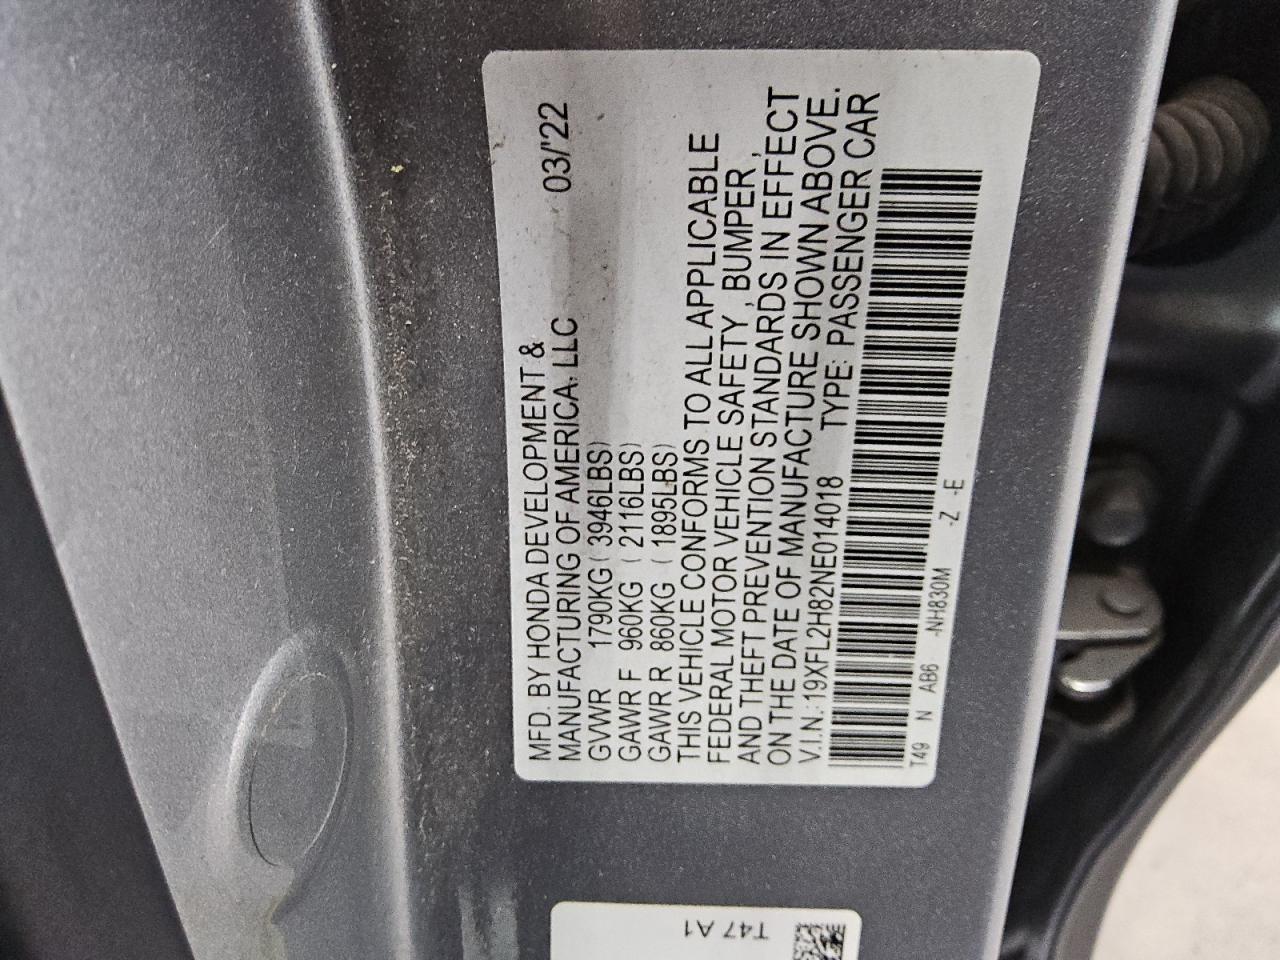 MFD. BY HONDA DEVELOPMENT &
MANUFACTURING OF AMERICA, LLC 03/'22
GVWR 1790KG ( 3946LBS)
GAWR F 960KG ( 2116LBS)
GAWR R 860KG ( 1895LBS)
THIS VEHICLE CONFORMS TO ALL APPLICABLE
FEDERAL MOTOR VEHICLE SAFETY , BUMPER ,
AND THEFT PREVENTION STANDARDS IN EFFECT
ON THE DATE OF MANUFACTURE SHOWN ABOVE.
V.I.N.: 19XFL2H82NE014018 TYPE: PASSENGER CAR
T49 N AB6 -NH830M -Z -E
T47 A1